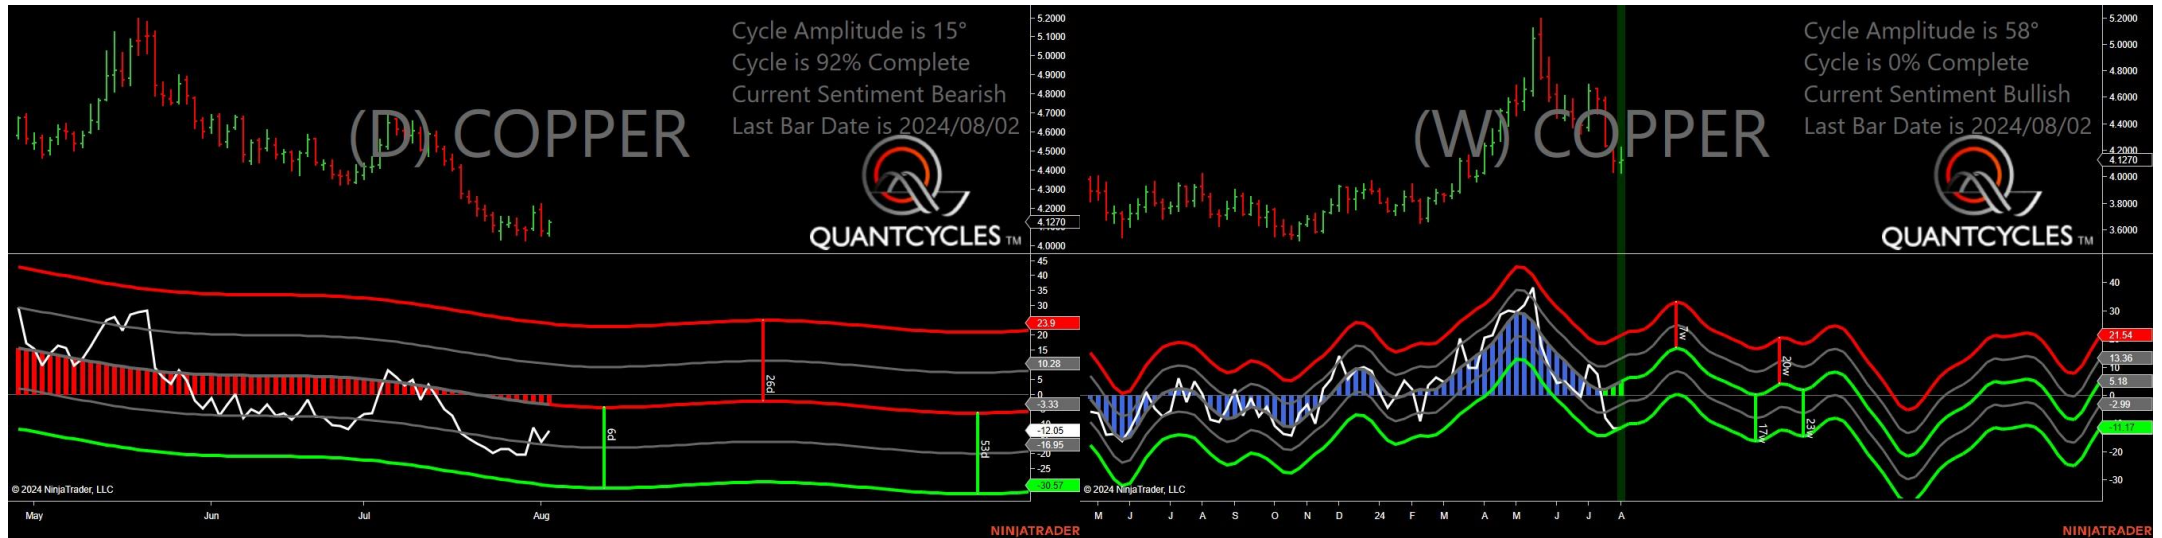 Cycle Amplitude is 15°
Cycle is 92% Complete
Current Sentiment Bearish
Last Bar Date is 2024/08/02
(D) COPPER
QUANTCYCLES TM
5.2000
5.1000
5.0000
4.9000
4.8000
4.7000
4.6000
4.5000
4.4000
4.3000
4.2000
4.1270
4.0000
45
40
35
30
23.9
20
15
10.28
5
0
-3.33
-12.05
-16.95
-20
-25
-30.57
6d
26d
53d
© 2024 NinjaTrader, LLC
May Jun Jul Aug
NINJATRADER
Cycle Amplitude is 58°
Cycle is 0% Complete
Current Sentiment Bullish
Last Bar Date is 2024/08/02
(W) COPPER
QUANTCYCLES TM
5.2000
5.0000
4.8000
4.6000
4.4000
4.2000
4.1270
4.0000
3.8000
3.6000
40
30
21.54
13.36
10
5.18
0
-2.99
-11.17
-20
-30
7w
20w
17w
23w
© 2024 NinjaTrader, LLC
M J J A S O N D 24 F M A M J J A
NINJATRADER